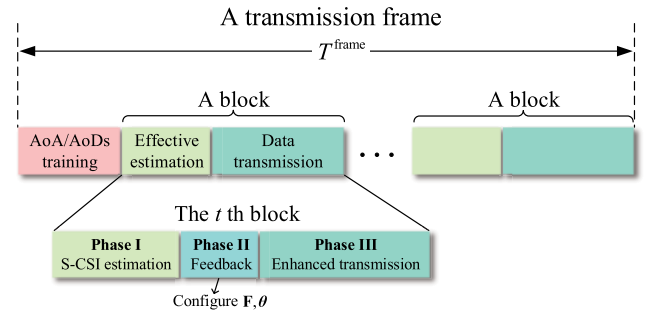 A transmission frame
T^frame
A block
A block
AoA/AoDs
training
Effective
estimation
Data
transmission
...
The t th block
Phase I
S-CSI estimation
Phase II
Feedback
Phase III
Enhanced transmission
Configure F, θ